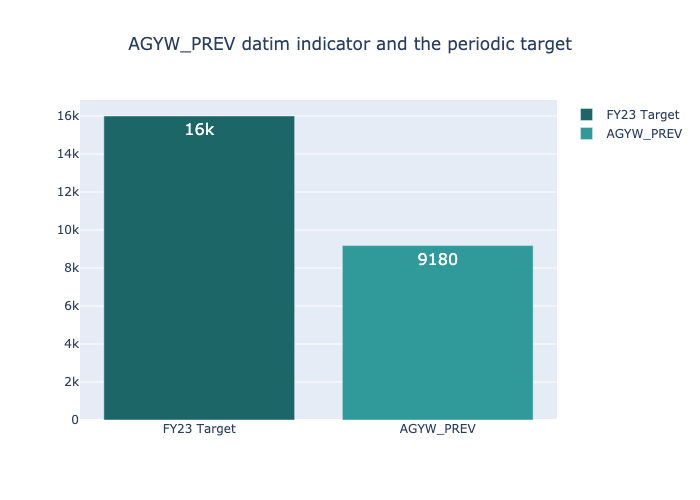 AGYW_PREV datim indicator and the periodic target
16k
14k
12k
10k
8k
6k
4k
2k
0
16k
9180
FY23 Target
AGYW_PREV
FY23 Target
AGYW_PREV